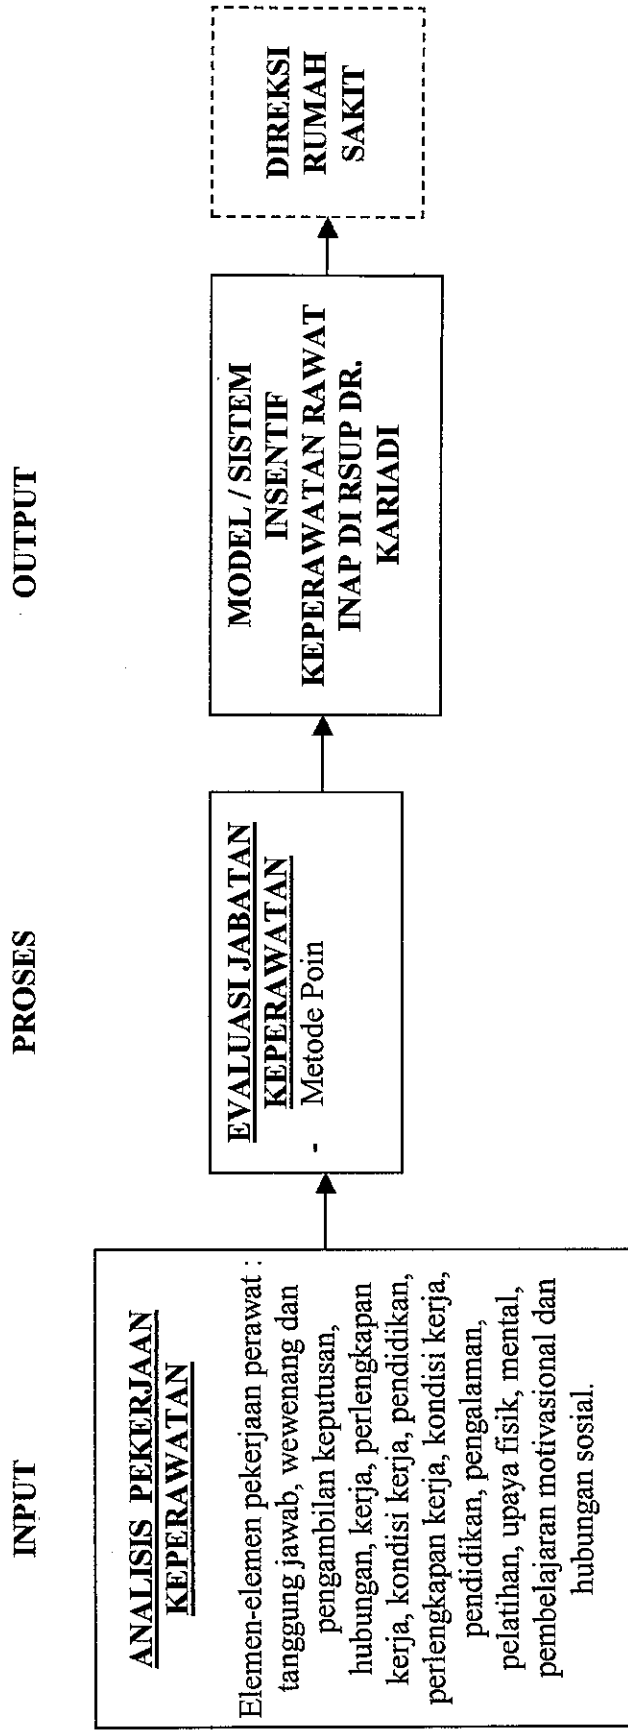 INPUT
PROSES
OUTPUT
ANALISIS PEKERJAAN
KEPERAWATAN
Elemen-elemen pekerjaan perawat :
tanggung jawab, wewenang dan
pengambilan keputusan,
hubungan, kerja, perlengkapan
kerja, kondisi kerja, pendidikan,
perlengkapan kerja, kondisi kerja,
pendidikan, pengalaman,
pelatihan, upaya fisik, mental,
pembelajaran motivasional dan
hubungan sosial.
EVALUASI JABATAN
KEPERAWATAN
- Metode Poin
MODEL / SISTEM
INSENTIF
KEPERAWATAN RAWAT
INAP DI RSUP DR.
KARIADI
DIREKSI
RUMAH
SAKIT